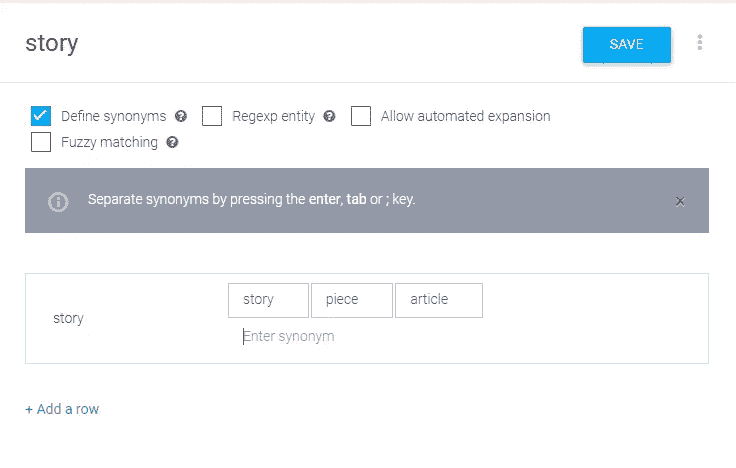 story SAVE
Define synonyms Regexp entity Allow automated expansion
Fuzzy matching
Separate synonyms by pressing the enter, tab or ; key. ×
story piece article
story
Enter synonym
+ Add a row